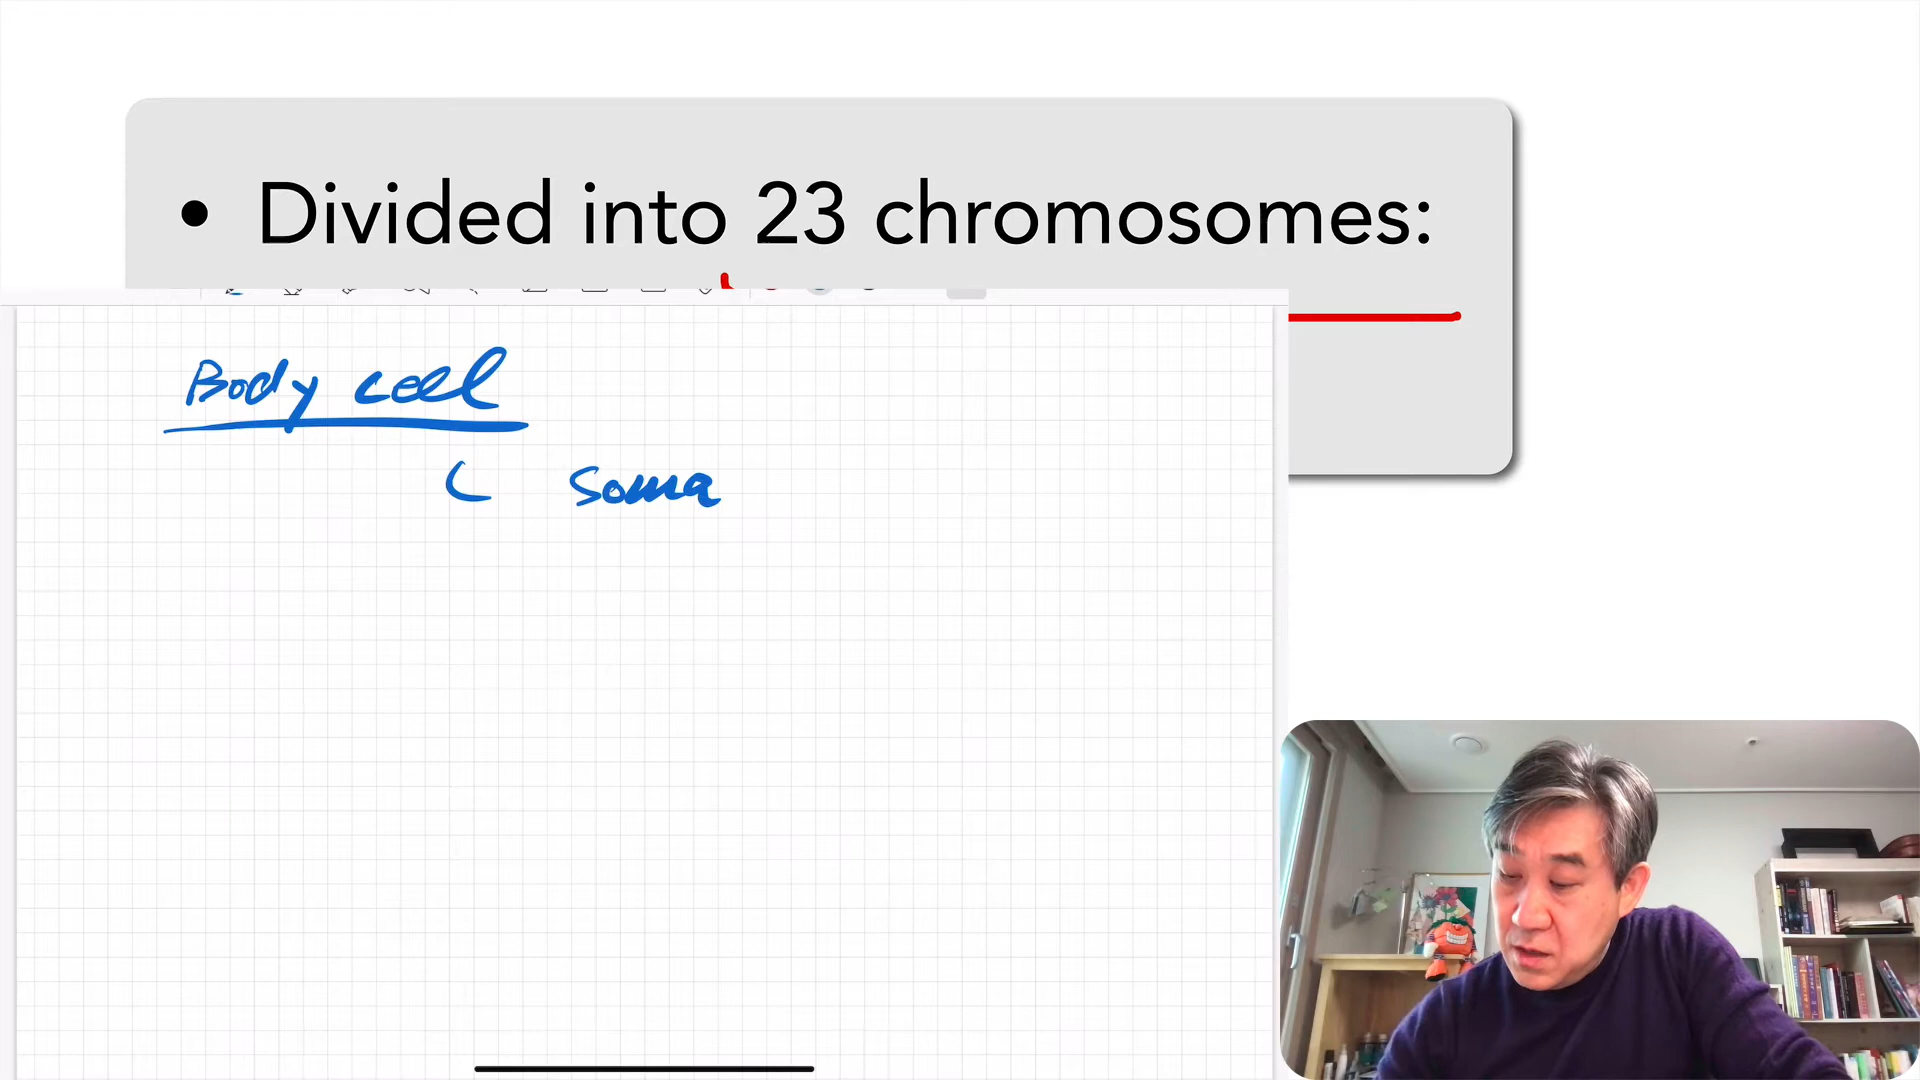 • Divided into 23 chromosomes:
Body cell
Soma